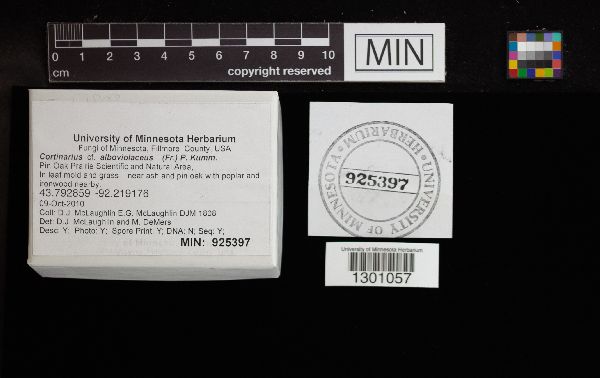 0 1 2 3 4 5 6 7 8 9 10
cm
copyright reserved
MIN
University of Minnesota Herbarium
Fungi of Minnesota, Fillmore County, USA
Cortinarius cf. alboviolaceus (Fr.) P. Kumm.
Pin Oak Prairie Scientific and Natural Area,
In leaf mold and grass near ash and pin oak with poplar and
ironwood nearby.
43.792859 -92.219176
09-Oct-2010
Coll: D.J. McLaughlin E.G. McLaughlin DJM 1808
Det: D.J. McLaughlin and M. DeMers
Desc: Y; Photo: Y; Spore Print: Y; DNA: N; Seq: Y;
MIN: 925397
UNIVERSITY OF MINNESOTA
HERBARIUM
925397
University of Minnesota Herbarium
1301057